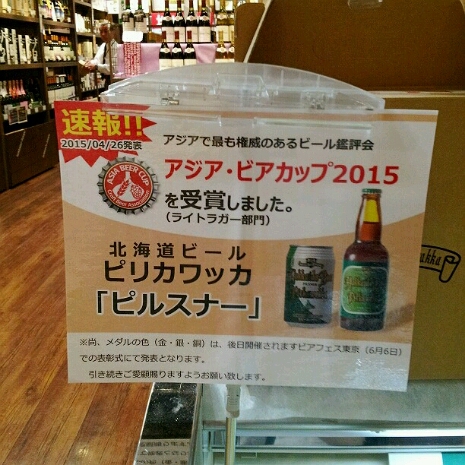 速報!!
2015/04/26発表
アジアで最も権威のあるビール鑑評会
ASIA BEER CUP
アジア・ビアカップ2015
を受賞しました。
(ライトラガー部門)
北海道ビール
ピリカワッカ
「ピルスナー」
※尚、メダルの色(金・銀・銅)は、後日開催されますビアフェス東京(6月6日)
での表彰式にて発表となります。
引き続きご愛顧賜りますようお願い致します。